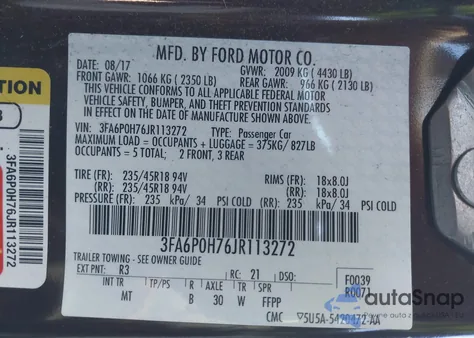 MFD. BY FORD MOTOR CO.
DATE: 08/17 GVWR: 2009 KG (4430 LB)
FRONT GAWR: 1066 KG (2350 LB) REAR GAWR: 966 KG (2130 LB)
THIS VEHICLE CONFORMS TO ALL APPLICABLE FEDERAL MOTOR
VEHICLE SAFETY, BUMPER, AND THEFT PREVENTION STANDARDS
IN EFFECT ON THE DATE OF MANUFACTURE SHOWN ABOVE.
VIN: 3FA6P0H76JR113272 TYPE: Passenger Car
MAXIMUM LOAD = OCCUPANTS + LUGGAGE = 375KG/ 827LB
OCCUPANTS = 5 TOTAL; 2 FRONT, 3 REAR
TIRE (FR): 235/45R18 94V RIMS (FR): 18x8.0J
(RR): 235/45R18 94V (RR): 18x8.0J
PRESSURE (FR): 235 kPa/ 34 PSI COLD (RR): 235 kPa/ 34 PSI COLD
3FA6P0H76JR113272
TRAILER TOWING - SEE OWNER GUIDE
EXT PNT: R3 RC: 21 DSO: F0039
R0071
INT TR TP/PS R AXLE TR SPR
MT B 30 W FFPP
CMC 5U5A-5420472-AA
TION
3
3FA6P0H76JR113272
autoSnap